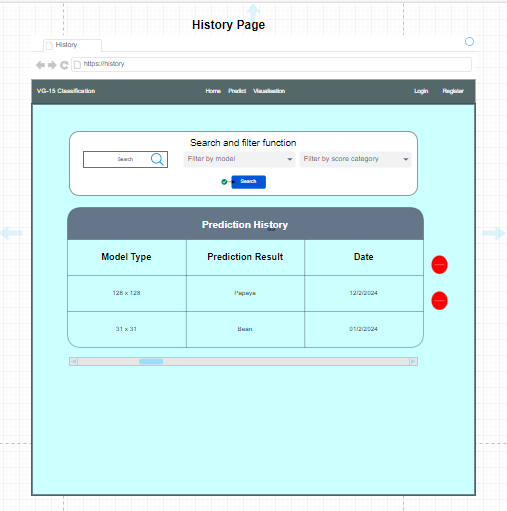 History Page
History
https://history
VG-15 Classification Home Predict Visualisation Login Register
Search and filter function
Search Filter by model Filter by score category
Search
Prediction History
Model Type Prediction Result Date
128 x 128 Papaya 12/2/2024
31 x 31 Bean 01/2/2024